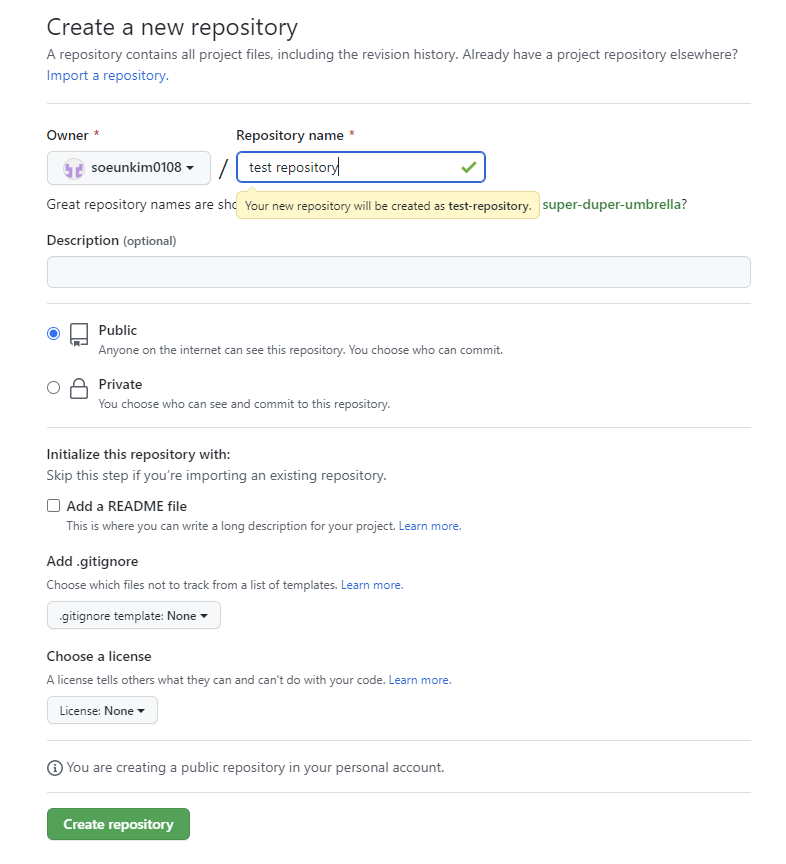 Create a new repository
A repository contains all project files, including the revision history. Already have a project repository elsewhere?
Import a repository.
Owner *
Repository name *
soeunkim0108
/
test repository
Great repository names are sho
Your new repository will be created as test-repository.
super-duper-umbrella?
Description (optional)
Public
Anyone on the internet can see this repository. You choose who can commit.
Private
You choose who can see and commit to this repository.
Initialize this repository with:
Skip this step if you're importing an existing repository.
Add a README file
This is where you can write a long description for your project. Learn more.
Add .gitignore
Choose which files not to track from a list of templates. Learn more.
.gitignore template: None
Choose a license
A license tells others what they can and can't do with your code. Learn more.
License: None
You are creating a public repository in your personal account.
Create repository